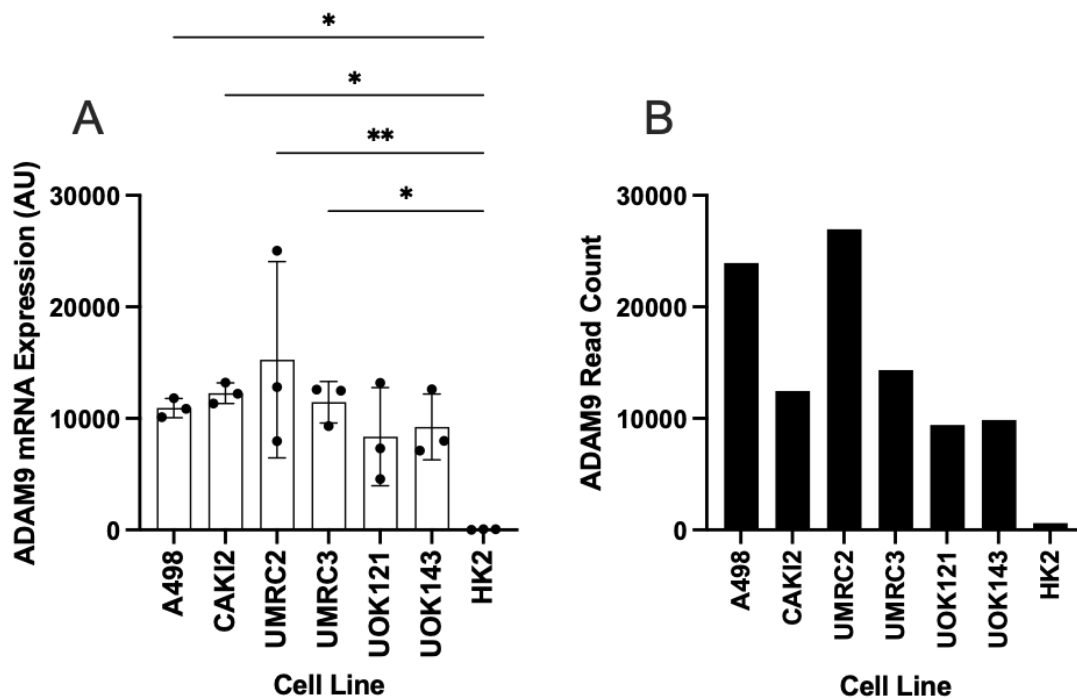 *
*
**
*
A
ADAM9 mRNA Expression (AU)
30000
20000
10000
0
A498
CAKI2
UMRC2
UMRC3
UOK121
UOK143
HK2
Cell Line
B
ADAM9 Read Count
30000
20000
10000
0
A498
CAKI2
UMRC2
UMRC3
UOK121
UOK143
HK2
Cell Line